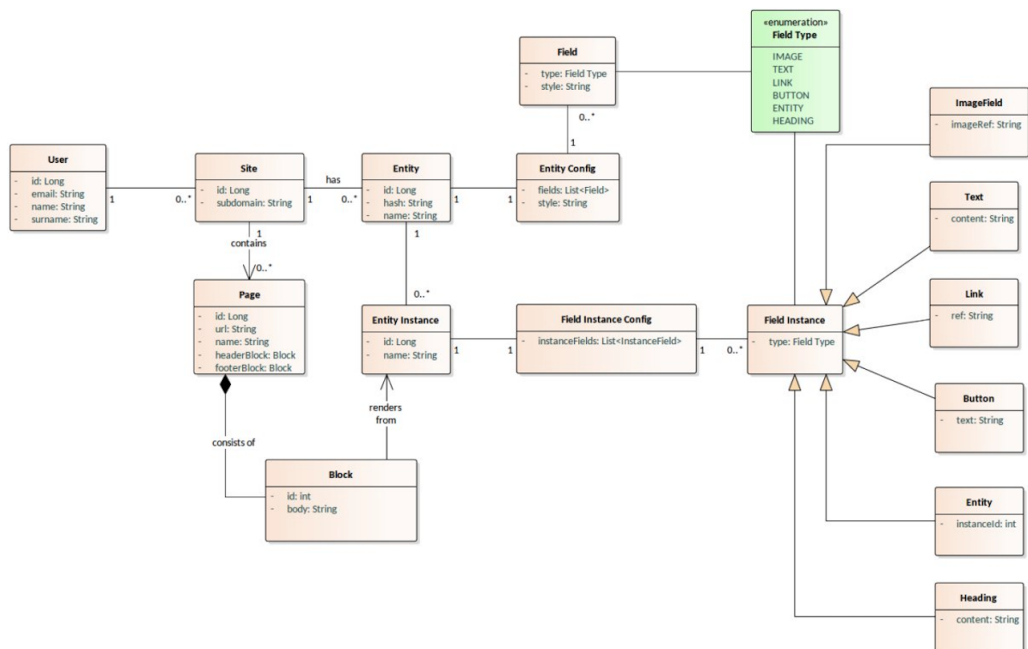 «enumeration»
Field Type
IMAGE
TEXT
LINK
BUTTON
ENTITY
HEADING
Field
- type: Field Type
- style: String
0..*
1
ImageField
- imageRef: String
User
- id: Long
- email: String
- name: String
- surname: String
1
0..*
Site
- id: Long
- subdomain: String
has
1
0..*
Entity
- id: Long
- hash: String
- name: String
1
1
Entity Config
- fields: List<Field>
- style: String
Text
- content: String
1
contains
0..*
1
0..*
Page
- id: Long
- url: String
- name: String
- headerBlock: Block
- footerBlock: Block
Entity Instance
- id: Long
- name: String
1
1
Field Instance Config
- instanceFields: List<InstanceField>
1
0..*
Field Instance
- type: Field Type
Link
- ref: String
Button
- text: String
renders
from
consists of
Block
- id: int
- body: String
Entity
- instanceId: int
Heading
- content: String